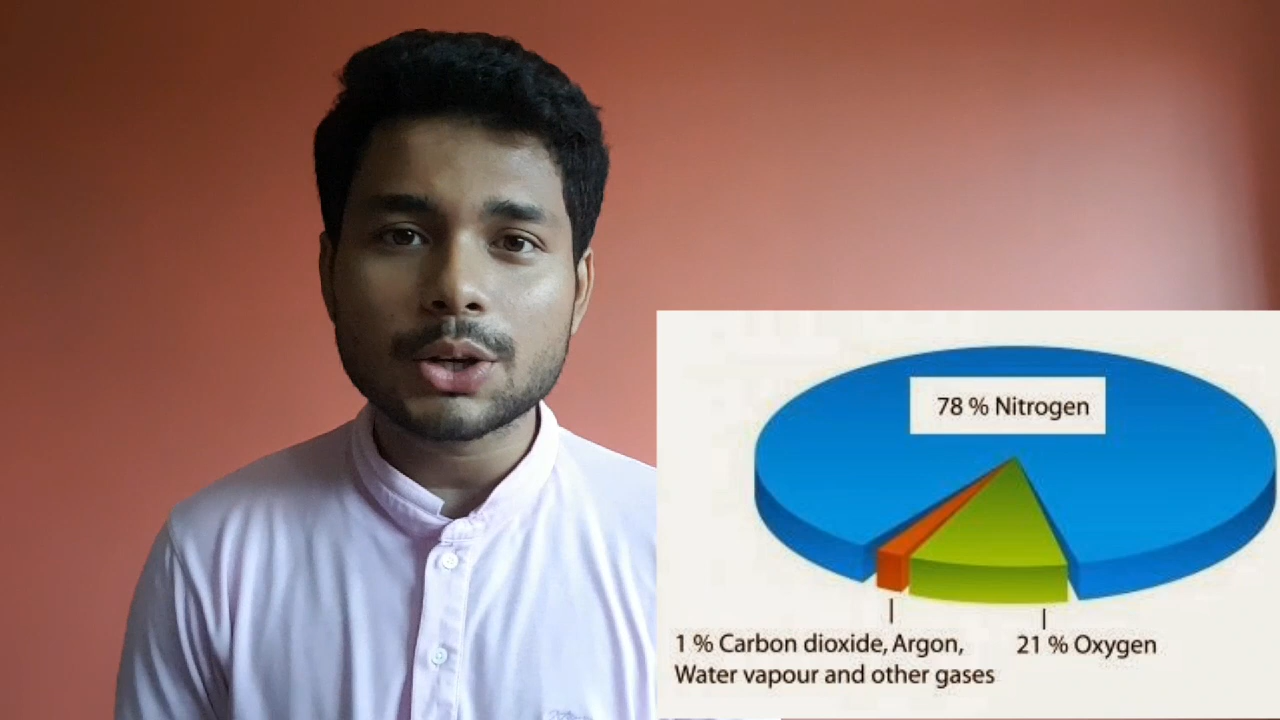 78 % Nitrogen
1 % Carbon dioxide, Argon,
Water vapour and other gases
21 % Oxygen